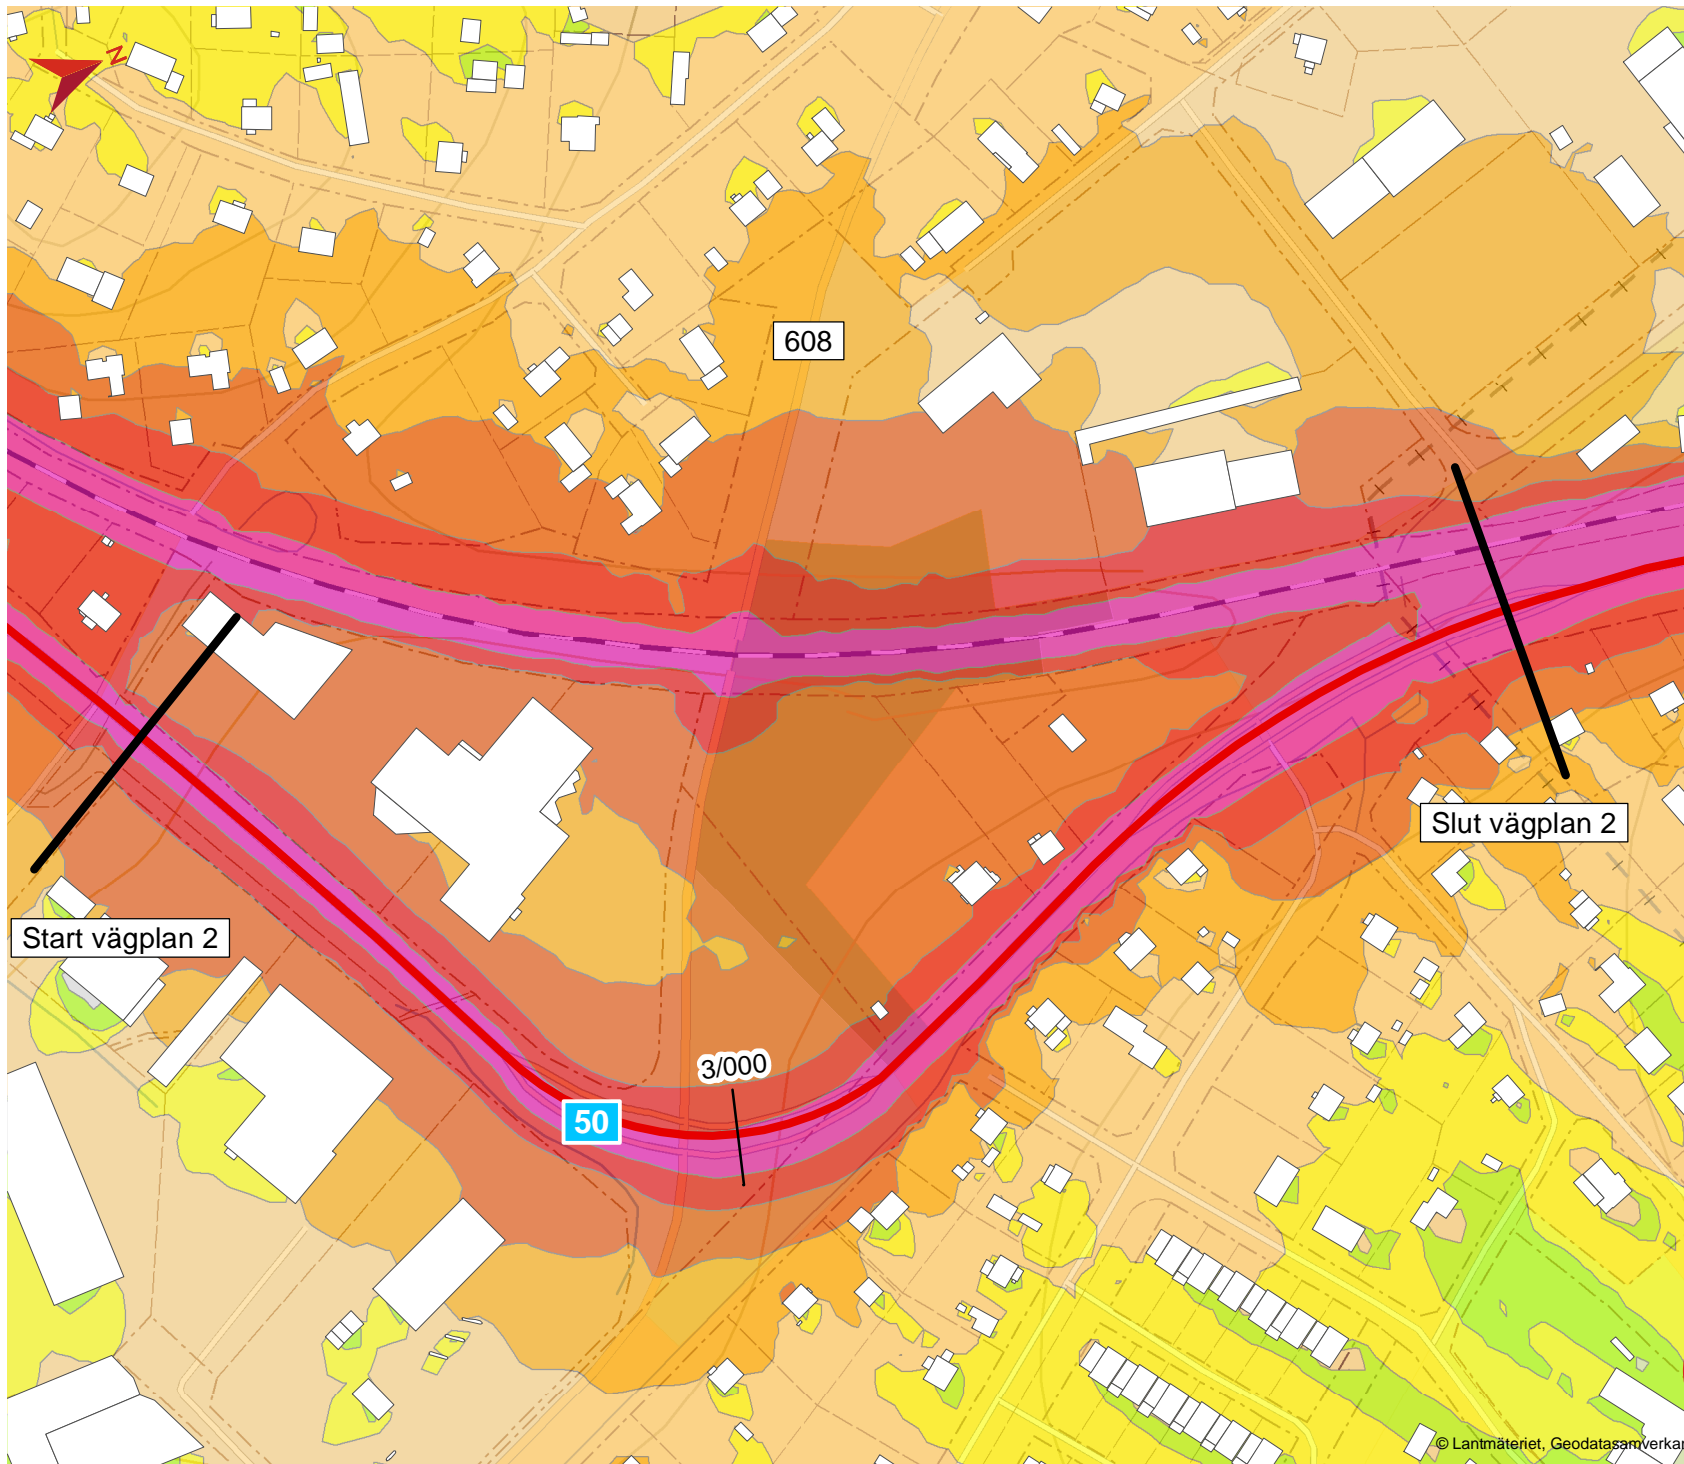 N
608
Slut vägplan 2
Start vägplan 2
3/000
50
© Lantmäteriet, Geodatasamverkan